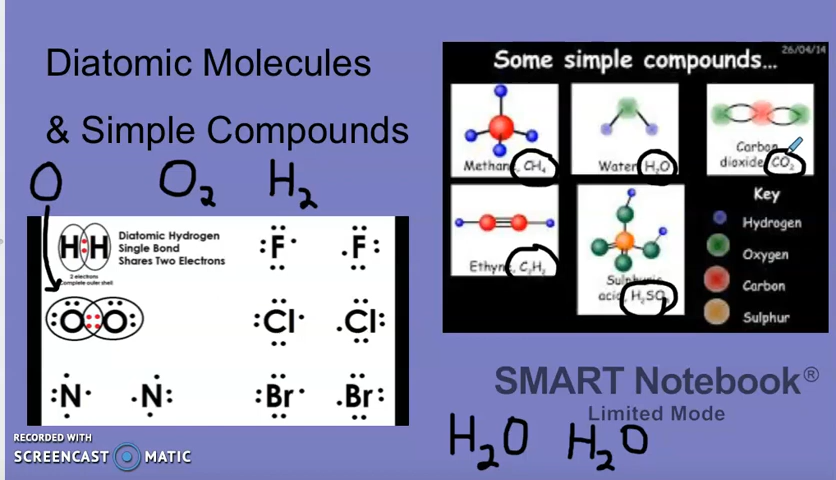 Diatomic Molecules
& Simple Compounds
O O2 H2
H H
Diatomic Hydrogen
Single Bond
Shares Two Electrons
2 electrons
Complete outer shell
F F
O O
Cl Cl
N N
Br Br
RECORDED WITH
SCREENCAST MATIC
26/04/14
Some simple compounds...
Methane, CH4
Water, H2O
Carbon
dioxide, CO2
Ethyne, C2H2
Sulphuric
acid, H2SO4
Key
Hydrogen
Oxygen
Carbon
Sulphur
SMART Notebook®
Limited Mode
H2O H2O